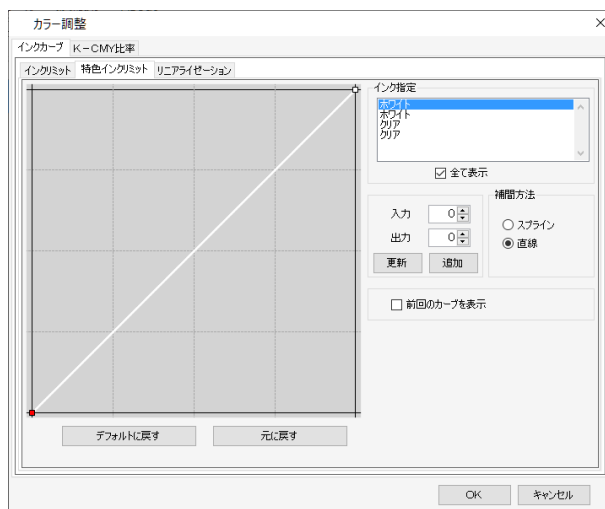 カラー調整
インクカーブ K-CMY比率
インクリミット 特色インクリミット リニアライゼーション
インク指定
ホワイト
ホワイト
クリア
クリア
全て表示
入力 0
出力 0
更新 追加
補間方法
スプライン
直線
前回のカーブを表示
デフォルトに戻す 元に戻す
OK キャンセル